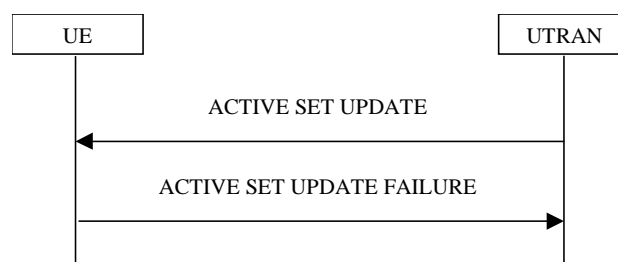 UE
UTRAN
ACTIVE SET UPDATE
ACTIVE SET UPDATE FAILURE